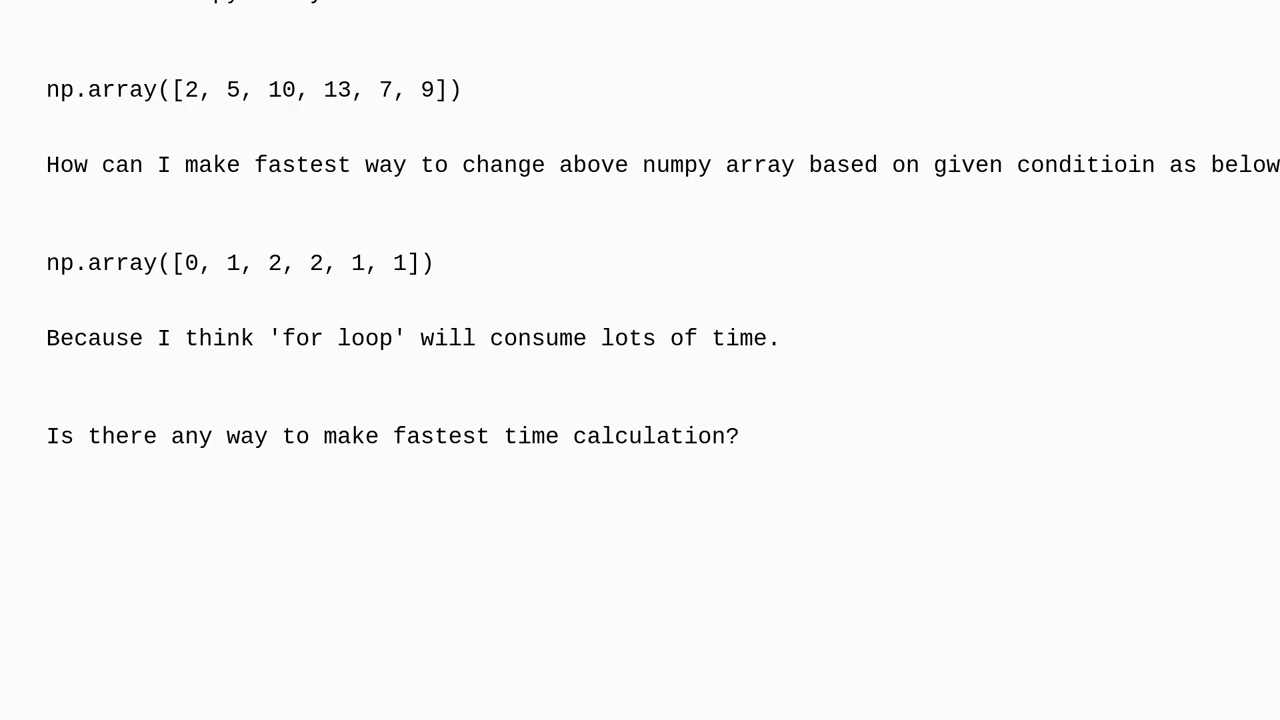 np.array([2, 5, 10, 13, 7, 9])
How can I make fastest way to change above numpy array based on given conditioin as below
np.array([0, 1, 2, 2, 1, 1])
Because I think 'for loop' will consume lots of time.
Is there any way to make fastest time calculation?